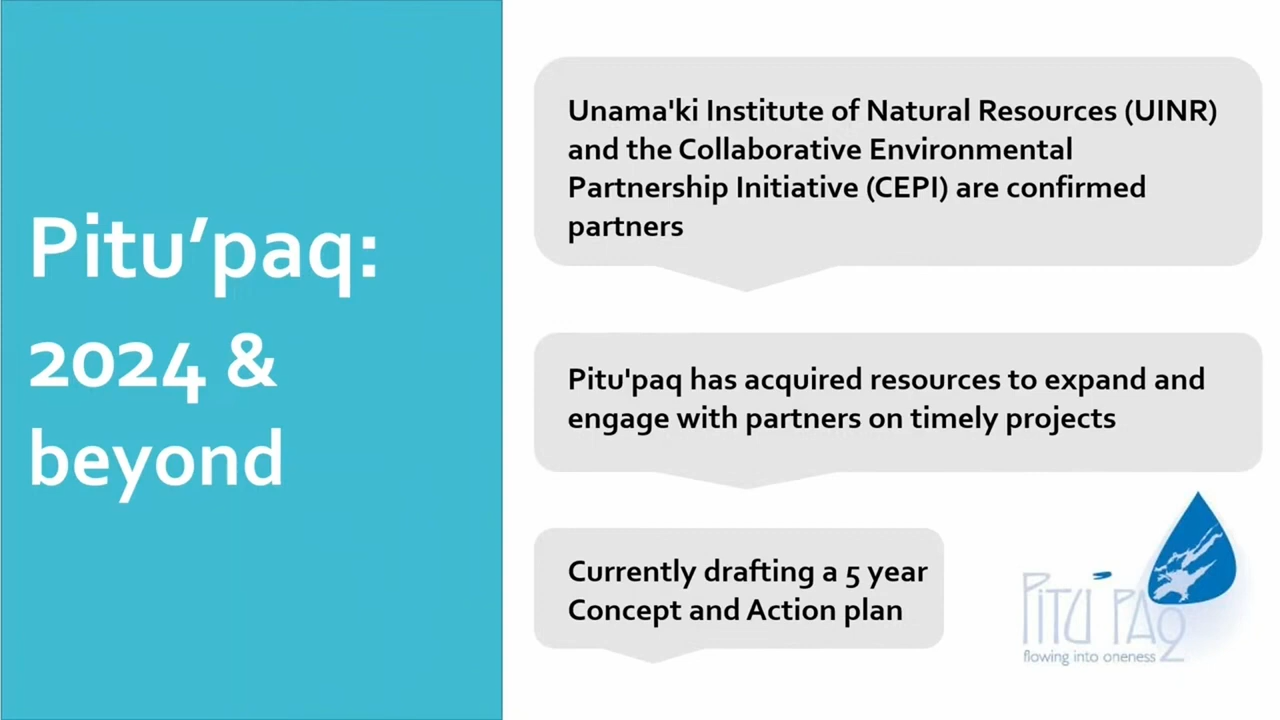 Pitu’paq:
2024 &
beyond
Unama'ki Institute of Natural Resources (UINR)
and the Collaborative Environmental
Partnership Initiative (CEPI) are confirmed
partners
Pitu'paq has acquired resources to expand and
engage with partners on timely projects
Currently drafting a 5 year
Concept and Action plan
PITU'PAQ
flowing into oneness